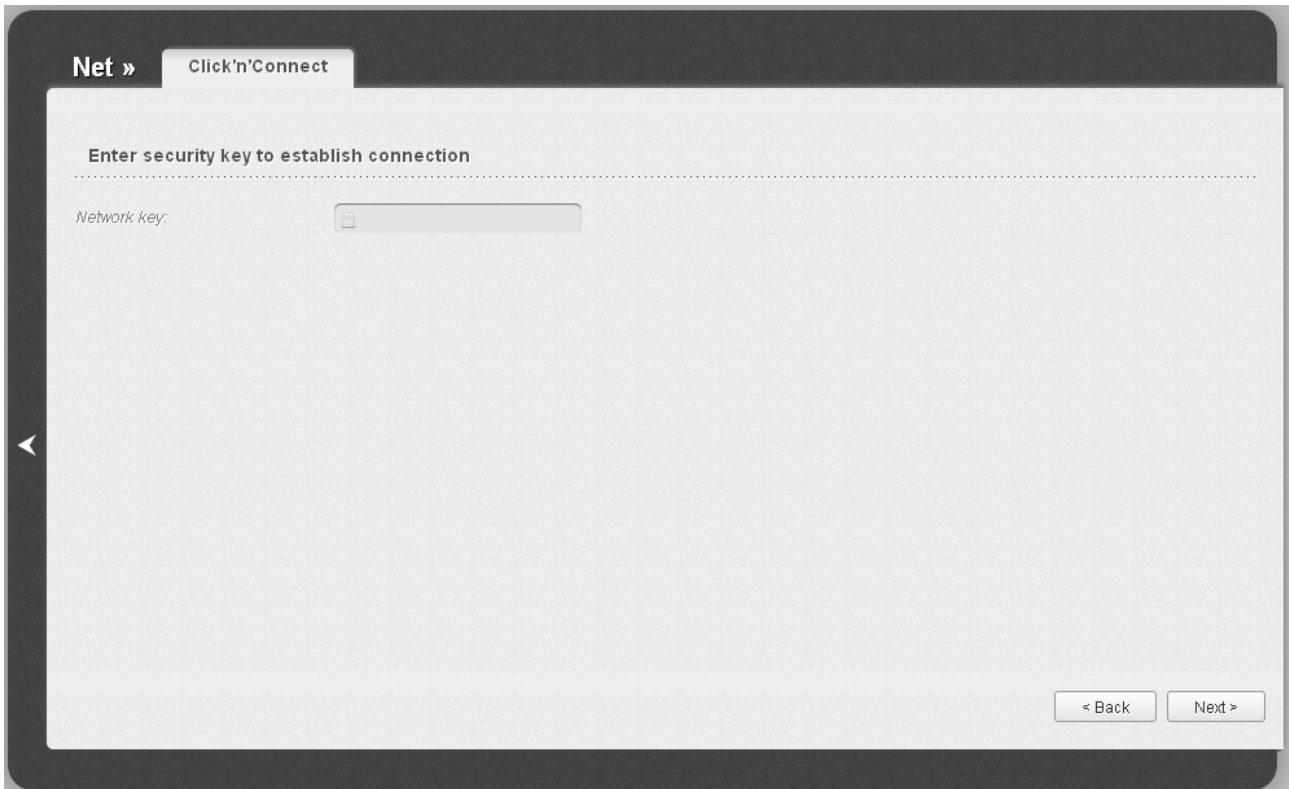 Net » Click'n'Connect
Enter security key to establish connection
Network key:
< Back Next >